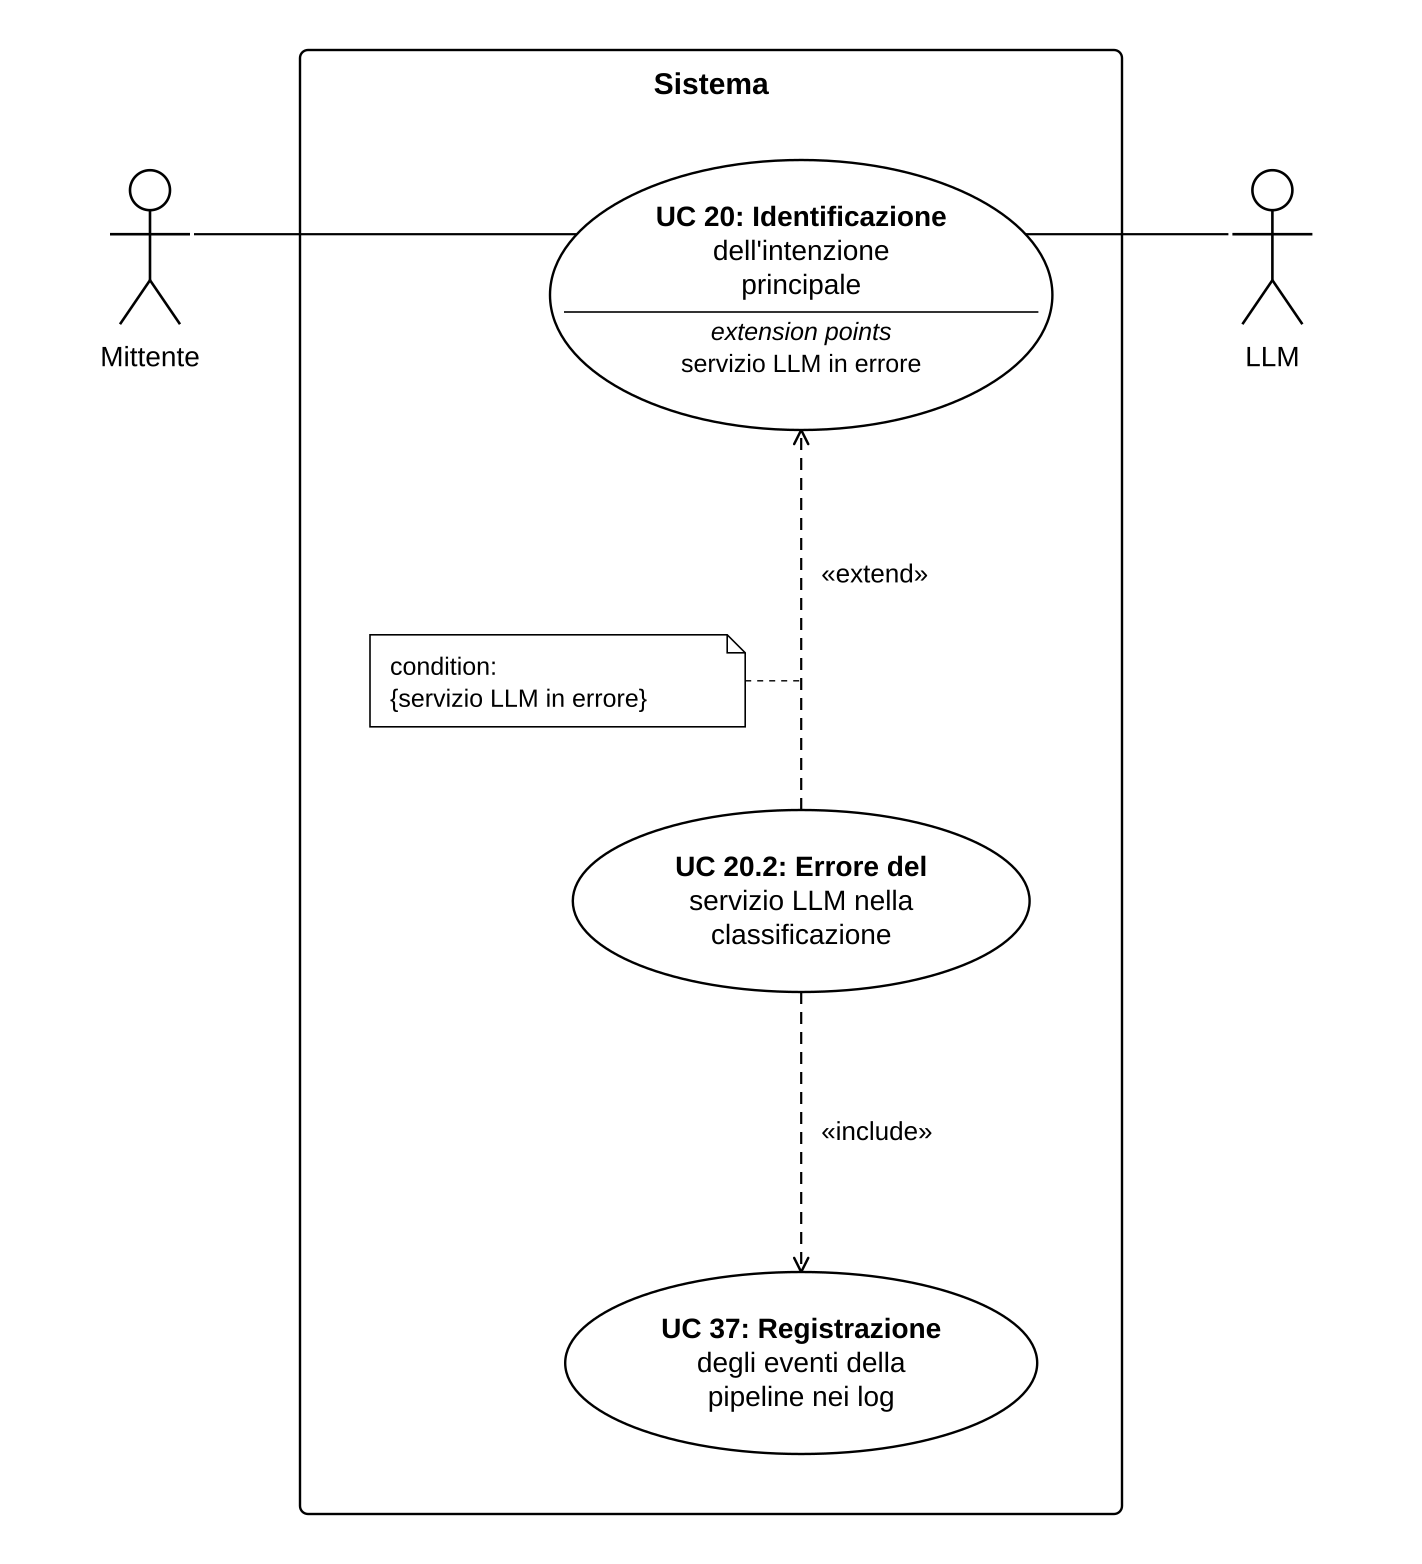 Sistema
UC 20: Identificazione
dell'intenzione
principale
extension points
servizio LLM in errore
Mittente
LLM
«extend»
condition:
{servizio LLM in errore}
UC 20.2: Errore del
servizio LLM nella
classificazione
«include»
UC 37: Registrazione
degli eventi della
pipeline nei log